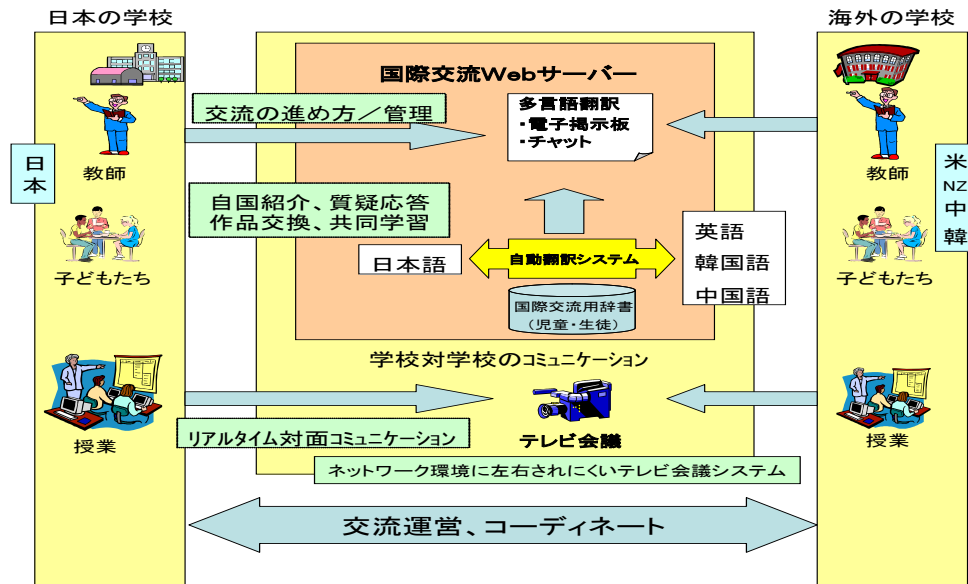 日本の学校
海外の学校
国際交流Webサーバー
多言語翻訳
・電子掲示板
・チャット
交流の進め方／管理
日本
教師
教師
米
NZ
中
韓
自国紹介、質疑応答
作品交換、共同学習
子どもたち
子どもたち
日本語
自動翻訳システム
英語
韓国語
中国語
国際交流用辞書
(児童・生徒)
学校対学校のコミュニケーション
授業
授業
リアルタイム対面コミュニケーション
テレビ会議
ネットワーク環境に左右されにくいテレビ会議システム
交流運営、コーディネート